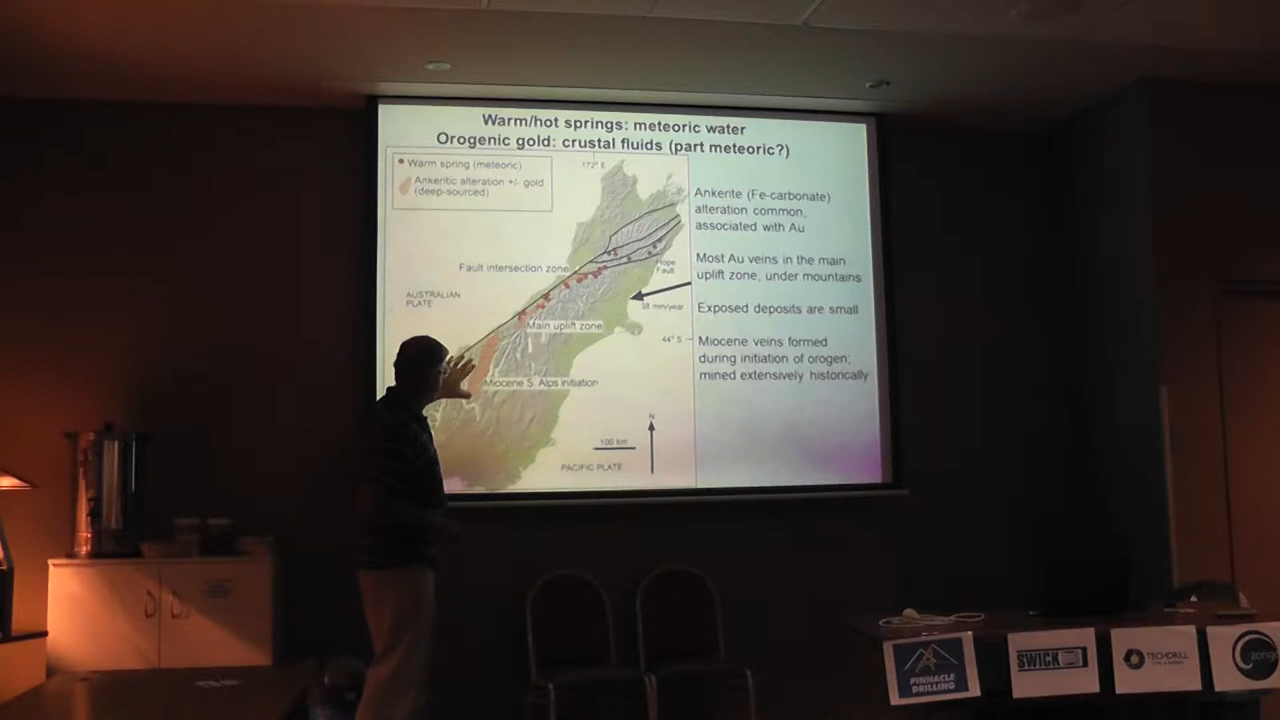 Warm/hot springs: meteoric water
Orogenic gold: crustal fluids (part meteoric?)
Warm spring (meteoric)
Ankeritic alteration +/- gold
(deep-sourced)
172° E
Fault intersection zone
Hope
Fault
AUSTRALIAN
PLATE
38 mm/year
Main uplift zone
44° S
Miocene S. Alps initiation
100 km
N
PACIFIC PLATE
Ankerite (Fe-carbonate)
alteration common,
associated with Au
Most Au veins in the main
uplift zone, under mountains
Exposed deposits are small
Miocene veins formed
during initiation of orogen;
mined extensively historically
PINNACLE
DRILLING
SWICK
TECHDRILL